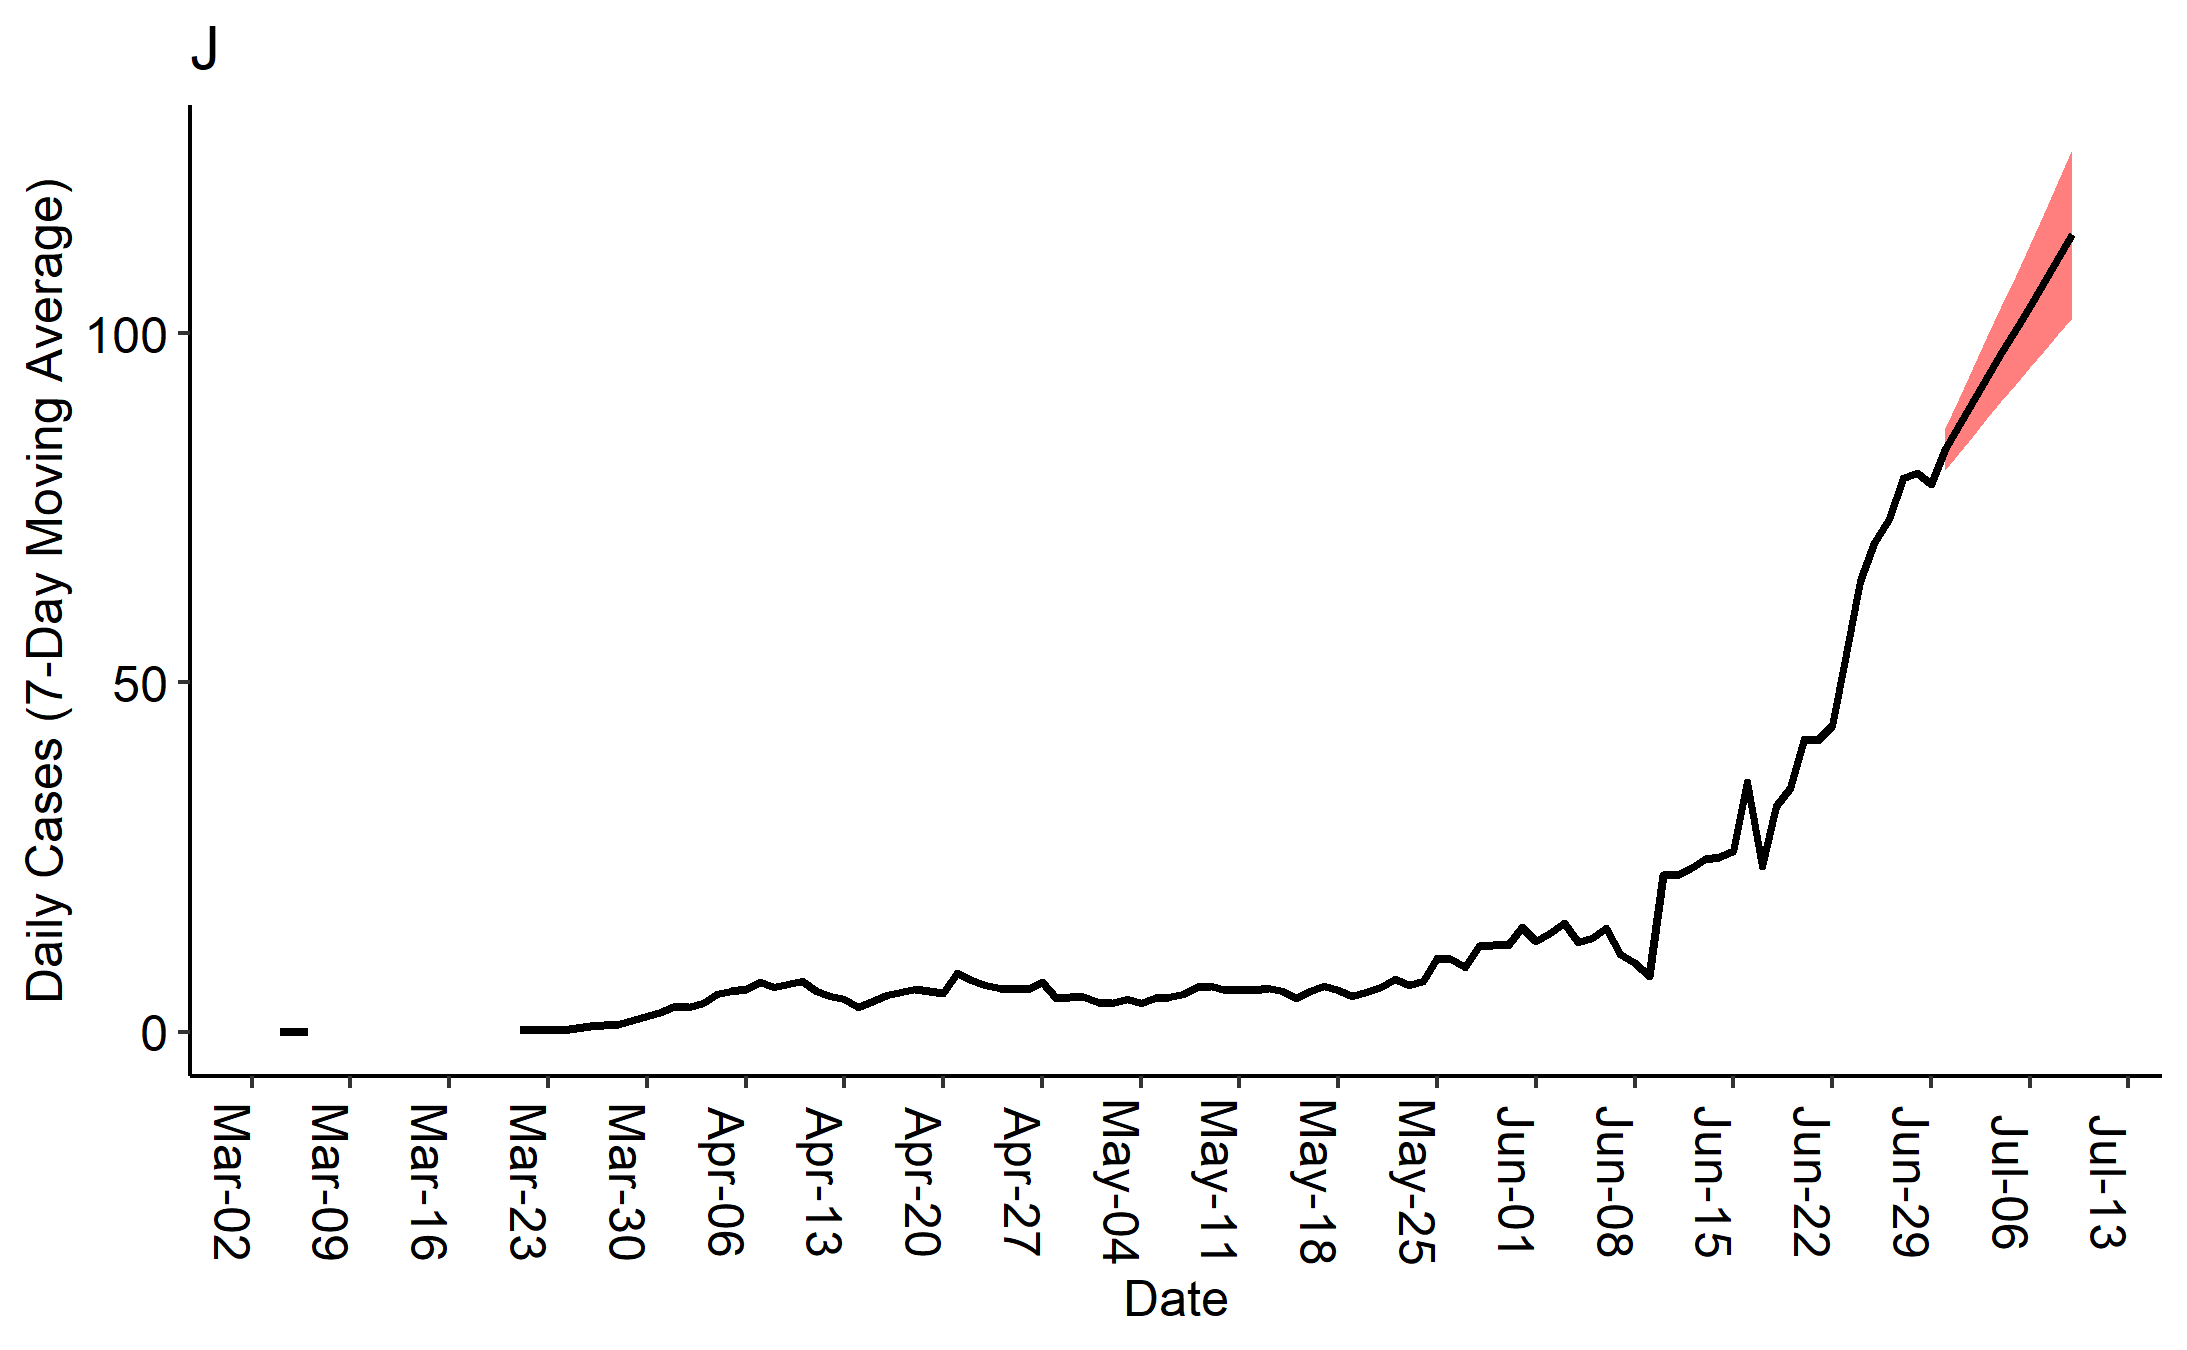 J
Daily Cases (7-Day Moving Average)
100
50
0
Mar-02
Mar-09
Mar-16
Mar-23
Mar-30
Apr-06
Apr-13
Apr-20
Apr-27
May-04
May-11
May-18
May-25
Jun-01
Jun-08
Jun-15
Jun-22
Jun-29
Jul-06
Jul-13
Date